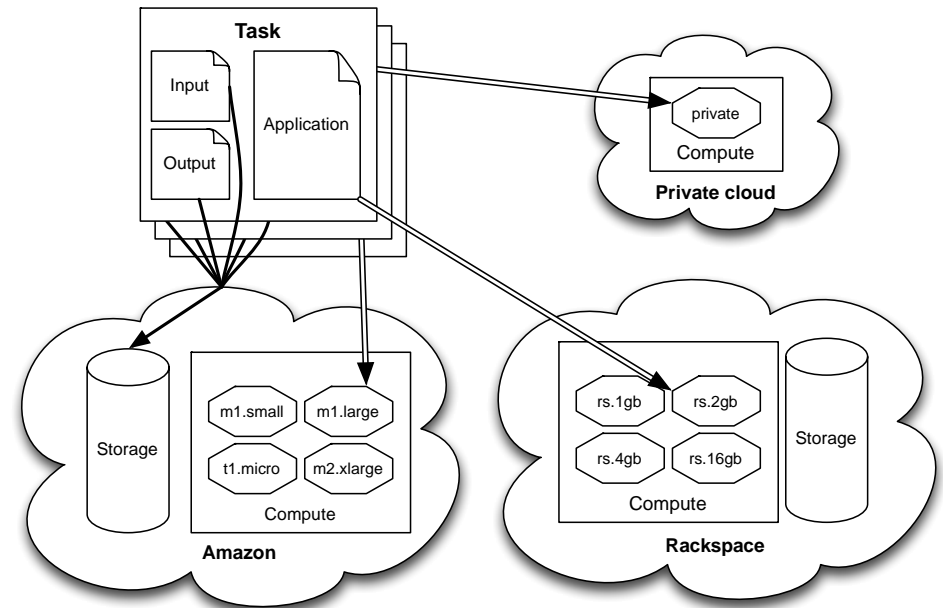 Task
Input
Application
Output
private
Compute
Private cloud
Storage
m1.small
m1.large
t1.micro
m2.xlarge
Compute
Amazon
rs.1gb
rs.2gb
rs.4gb
rs.16gb
Compute
Storage
Rackspace